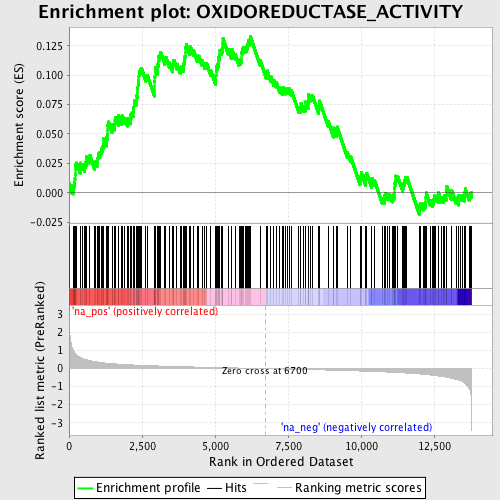 Enrichment plot: OXIDOREDUCTASE_ACTIVITY
Enrichment score (ES)
0.125
0.100
0.075
0.050
0.025
0.000
-0.025
'na_pos' (positively correlated)
Ranked list metric (PreRanked)
3
2
1
0
-1
-2
-3
Zero cross at 6700
'na_neg' (negatively correlated)
0
2,500
5,000
7,500
10,000
12,500
Rank in Ordered Dataset
Enrichment profile
Hits
Ranking metric scores